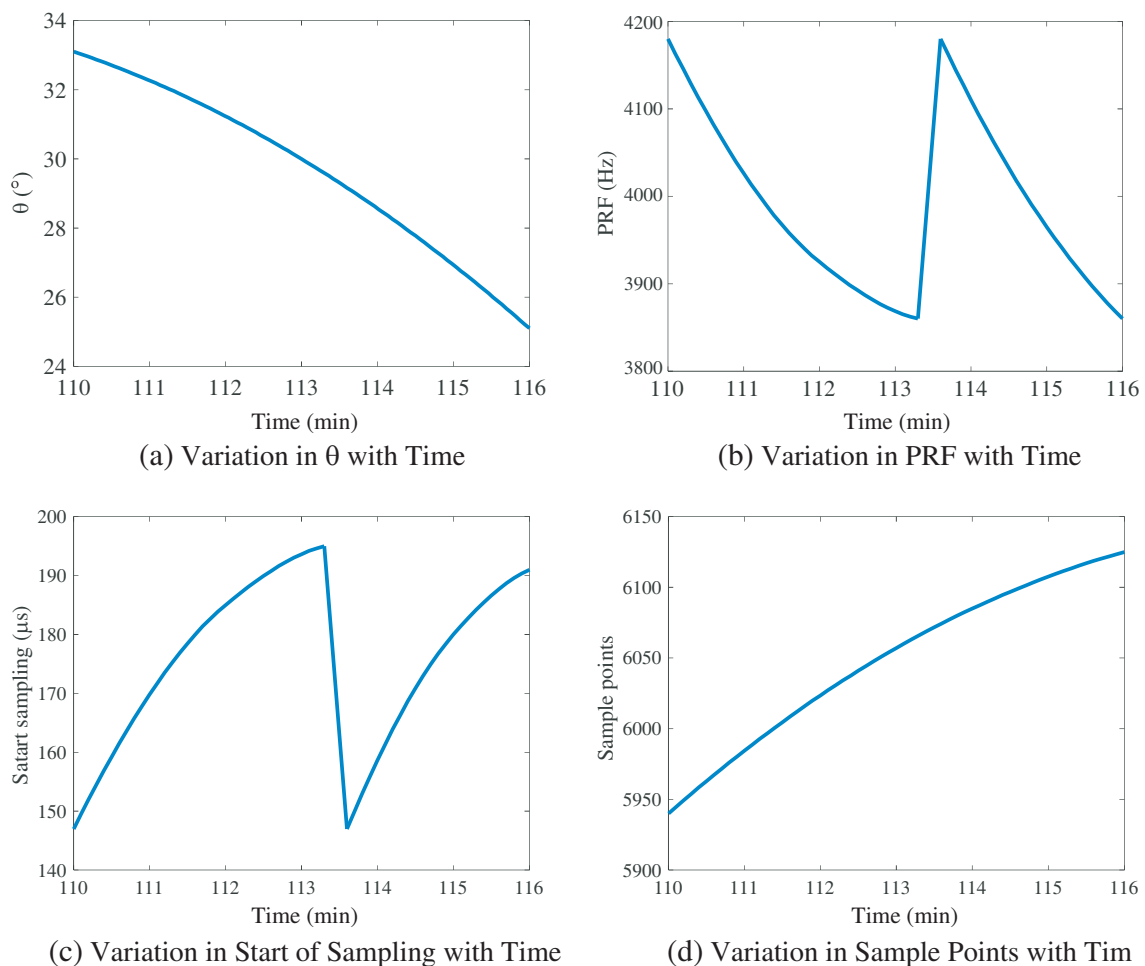 34
32
30
28
26
24
θ (°)
110 111 112 113 114 115 116
Time (min)
(a) Variation in θ with Time
4200
4100
4000
3900
3800
PRF (Hz)
110 111 112 113 114 115 116
Time (min)
(b) Variation in PRF with Time
200
190
180
170
160
150
140
Satart sampling (μs)
110 111 112 113 114 115 116
Time (min)
(c) Variation in Start of Sampling with Time
6150
6100
6050
6000
5950
5900
Sample points
110 111 112 113 114 115 116
Time (min)
(d) Variation in Sample Points with Tim